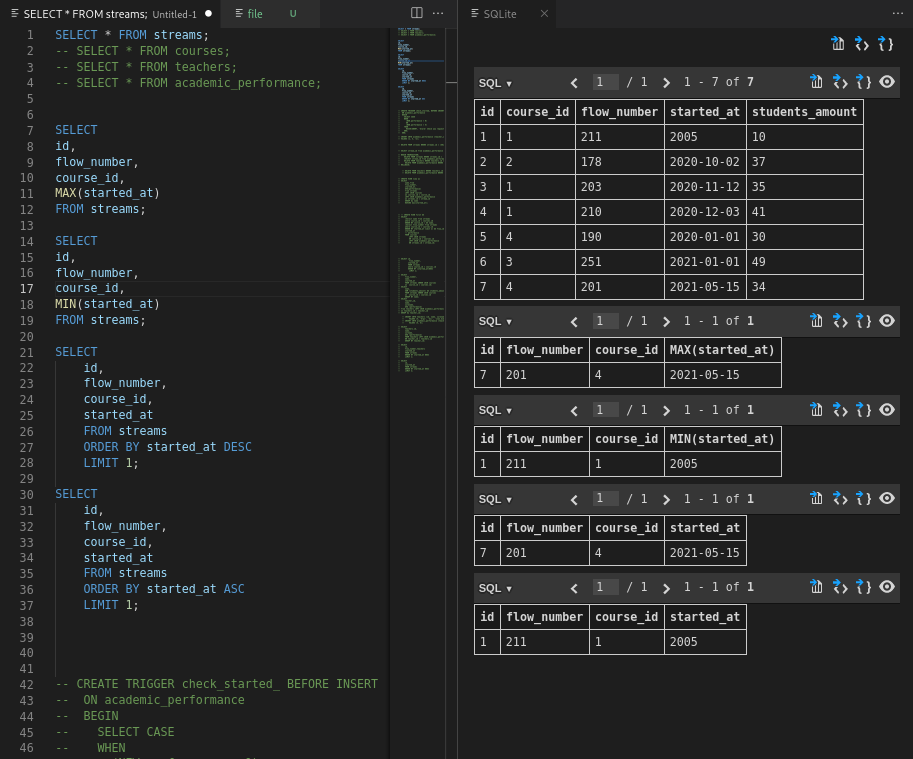 SELECT * FROM streams; Untitled-1
file U
1 SELECT * FROM streams;
2 -- SELECT * FROM courses;
3 -- SELECT * FROM teachers;
4 -- SELECT * FROM academic_performance;
5
6
7 SELECT
8 id,
9 flow_number,
10 course_id,
11 MAX(started_at)
12 FROM streams;
13
14 SELECT
15 id,
16 flow_number,
17 course_id,
18 MIN(started_at)
19 FROM streams;
20
21 SELECT
22 id,
23 flow_number,
24 course_id,
25 started_at
26 FROM streams
27 ORDER BY started_at DESC
28 LIMIT 1;
29
30 SELECT
31 id,
32 flow_number,
33 course_id,
34 started_at
35 FROM streams
36 ORDER BY started_at ASC
37 LIMIT 1;
38
39
40
41
42 -- CREATE TRIGGER check_started_ BEFORE INSERT
43 -- ON academic_performance
44 -- BEGIN
45 -- SELECT CASE
46 -- WHEN
SQLite
SQL 1 / 1 1 - 7 of 7
id course_id flow_number started_at students_amount
1 1 211 2005 10
2 2 178 2020-10-02 37
3 1 203 2020-11-12 35
4 1 210 2020-12-03 41
5 4 190 2020-01-01 30
6 3 251 2021-01-01 49
7 4 201 2021-05-15 34
SQL 1 / 1 1 - 1 of 1
id flow_number course_id MAX(started_at)
7 201 4 2021-05-15
SQL 1 / 1 1 - 1 of 1
id flow_number course_id MIN(started_at)
1 211 1 2005
SQL 1 / 1 1 - 1 of 1
id flow_number course_id started_at
7 201 4 2021-05-15
SQL 1 / 1 1 - 1 of 1
id flow_number course_id started_at
1 211 1 2005